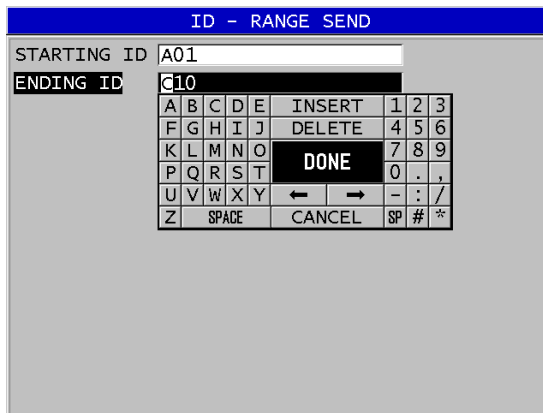 ID – RANGE SEND
STARTING ID A01
ENDING ID C10
A B C D E INSERT 1 2 3
F G H I J DELETE 4 5 6
K L M N O DONE 7 8 9
P Q R S T 0 . ,
U V W X Y ← → - : /
Z SPACE CANCEL SP # *